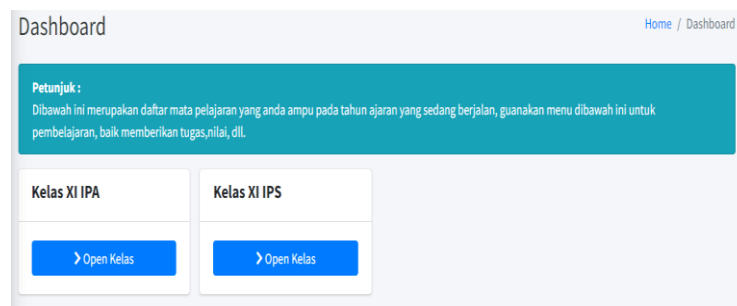 Dashboard
Home / Dashboard
Petunjuk :
Dibawah ini merupakan daftar mata pelajaran yang anda ampu pada tahun ajaran yang sedang berjalan, guanakan menu dibawah ini untuk
pembelajaran, baik memberikan tugas,nilai, dll.
Kelas XI IPA
Kelas XI IPS
Open Kelas
Open Kelas